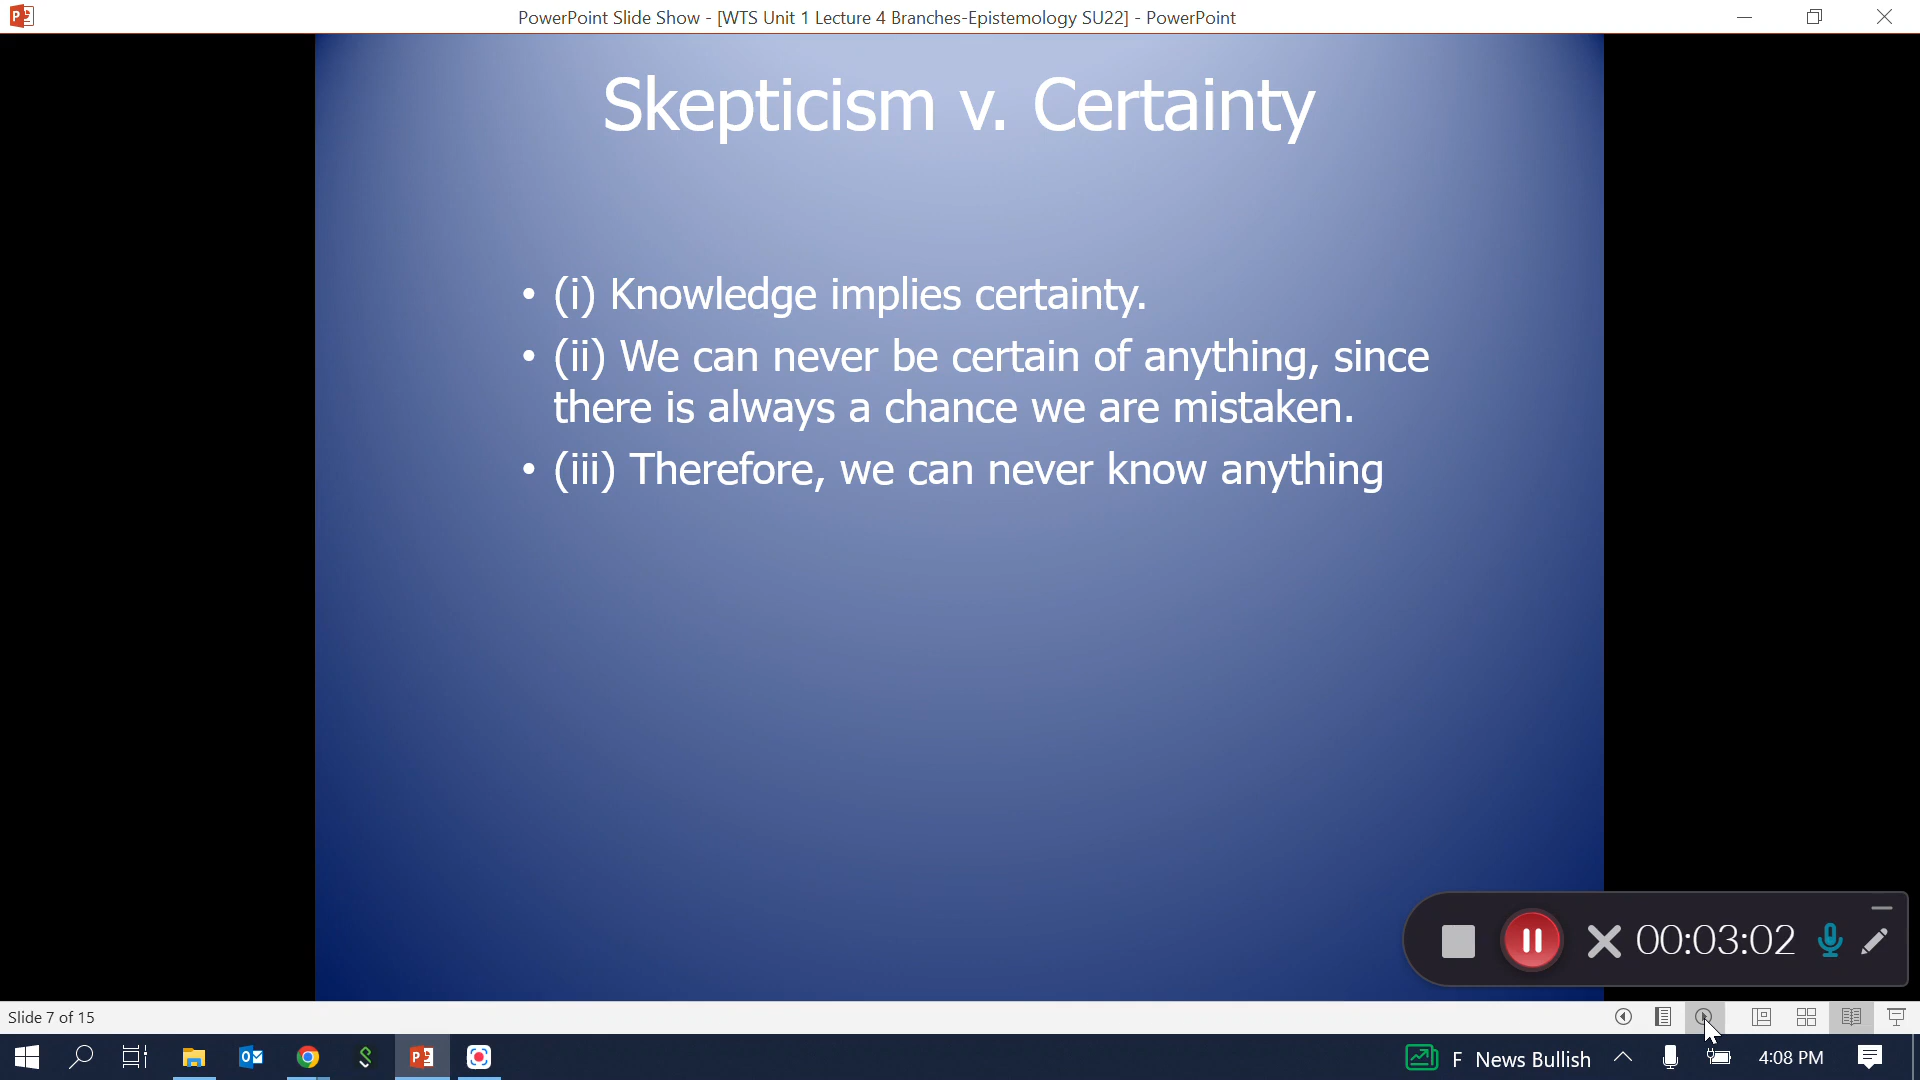 PowerPoint Slide Show - [WTS Unit 1 Lecture 4 Branches-Epistemology SU22] - PowerPoint
Skepticism v. Certainty
• (i) Knowledge implies certainty.
• (ii) We can never be certain of anything, since
there is always a chance we are mistaken.
• (iii) Therefore, we can never know anything
00:03:02
Slide 7 of 15
F News Bullish
4:08 PM